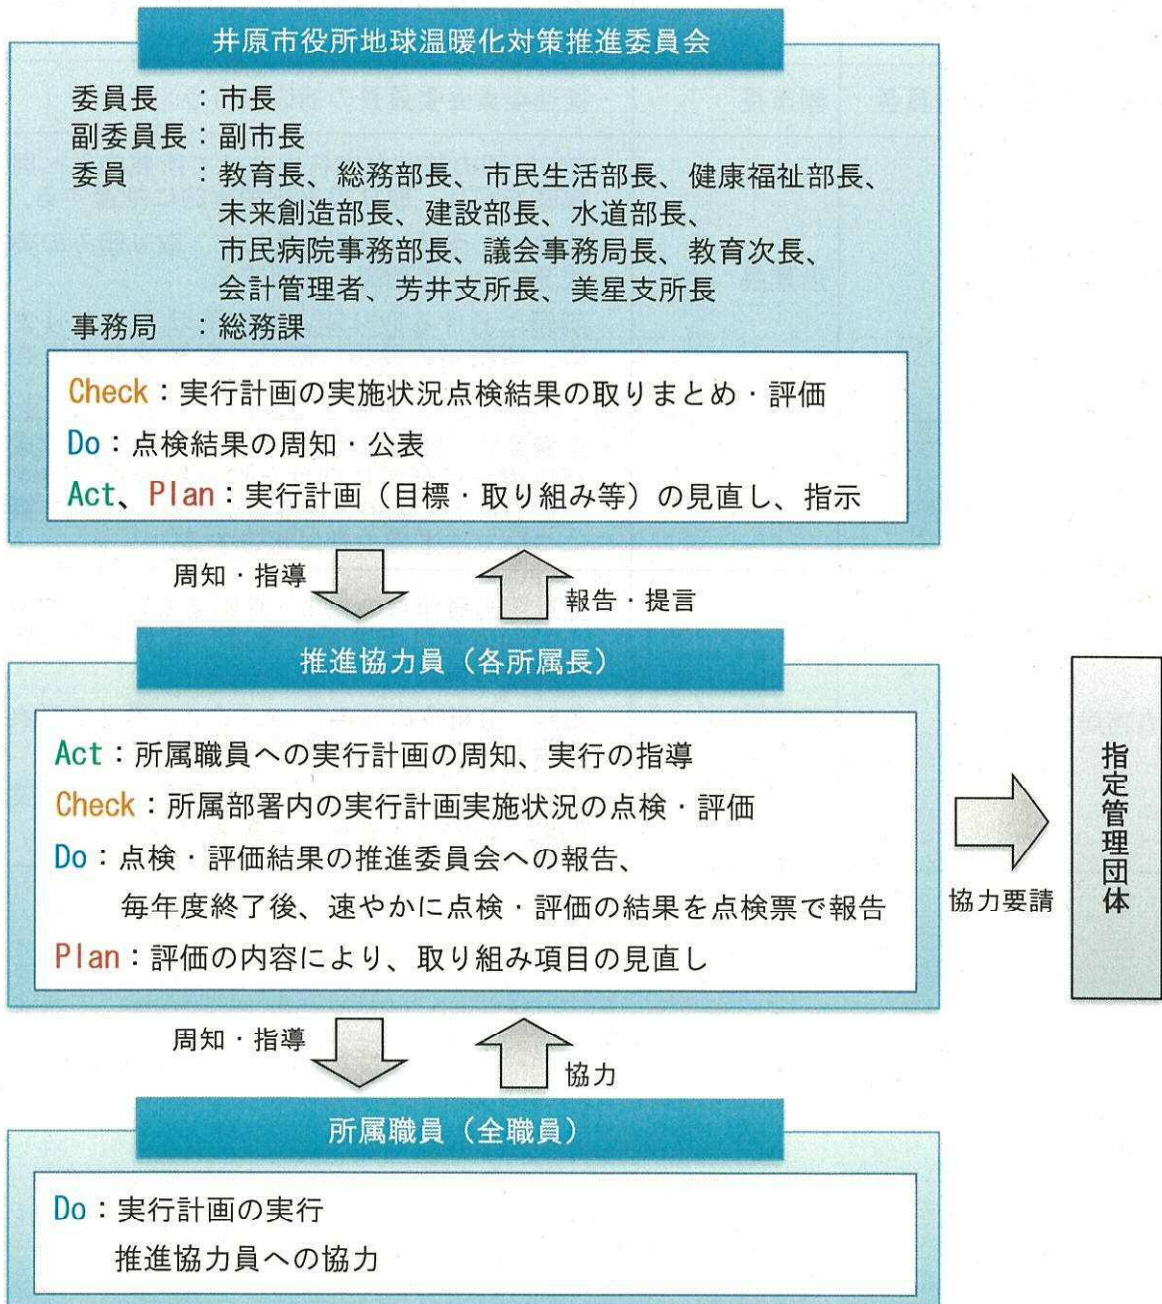 井原市役所地球温暖化対策推進委員会
委員長　：市長
副委員長：副市長
委員　　：教育長、総務部長、市民生活部長、健康福祉部長、
未来創造部長、建設部長、水道部長、
市民病院事務部長、議会事務局長、教育次長、
会計管理者、芳井支所長、美星支所長
事務局　：総務課
Check：実行計画の実施状況点検結果の取りまとめ・評価
Do：点検結果の周知・公表
Act、Plan：実行計画（目標・取り組み等）の見直し、指示
周知・指導
報告・提言
推進協力員（各所属長）
Act：所属職員への実行計画の周知、実行の指導
Check：所属部署内の実行計画実施状況の点検・評価
Do：点検・評価結果の推進委員会への報告、
毎年度終了後、速やかに点検・評価の結果を点検票で報告
Plan：評価の内容により、取り組み項目の見直し
協力要請
指定管理団体
周知・指導
協力
所属職員（全職員）
Do：実行計画の実行
推進協力員への協力